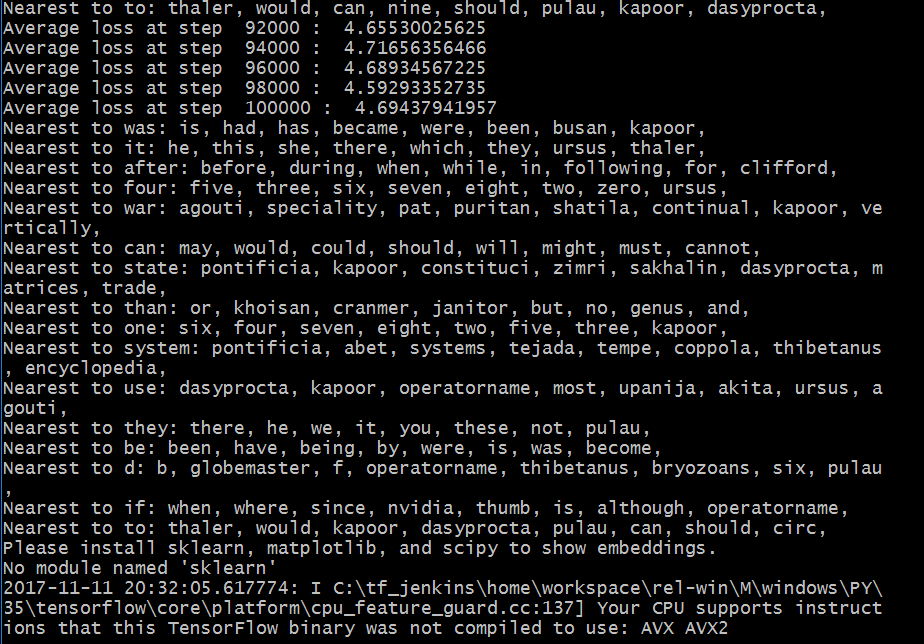 Nearest to to: thaler, would, can, nine, should, pulau, kapoor, dasyprocta,
Average loss at step  92000 :  4.65530025625
Average loss at step  94000 :  4.71656356466
Average loss at step  96000 :  4.68934567225
Average loss at step  98000 :  4.59293352735
Average loss at step  100000 :  4.69437941957
Nearest to was: is, had, has, became, were, been, busan, kapoor,
Nearest to it: he, this, she, there, which, they, ursus, thaler,
Nearest to after: before, during, when, while, in, following, for, clifford,
Nearest to four: five, three, six, seven, eight, two, zero, ursus,
Nearest to war: agouti, speciality, pat, puritan, shatila, continual, kapoor, ve
rtically,
Nearest to can: may, would, could, should, will, might, must, cannot,
Nearest to state: pontificia, kapoor, constituci, zimri, sakhalin, dasyprocta, m
atrices, trade,
Nearest to than: or, khoisan, cranmer, janitor, but, no, genus, and,
Nearest to one: six, four, seven, eight, two, five, three, kapoor,
Nearest to system: pontificia, abet, systems, tejada, tempe, coppola, thibetanus
, encyclopedia,
Nearest to use: dasyprocta, kapoor, operatorname, most, upanija, akita, ursus, a
gouti,
Nearest to they: there, he, we, it, you, these, not, pulau,
Nearest to be: been, have, being, by, were, is, was, become,
Nearest to d: b, globemaster, f, operatorname, thibetanus, bryozoans, six, pulau
,
Nearest to if: when, where, since, nvidia, thumb, is, although, operatorname,
Nearest to to: thaler, would, kapoor, dasyprocta, pulau, can, should, circ,
Please install sklearn, matplotlib, and scipy to show embeddings.
No module named 'sklearn'
2017-11-11 20:32:05.617774: I C:\tf_jenkins\home\workspace\rel-win\M\windows\PY\
35\tensorflow\core\platform\cpu_feature_guard.cc:137] Your CPU supports instruct
ions that this TensorFlow binary was not compiled to use: AVX AVX2